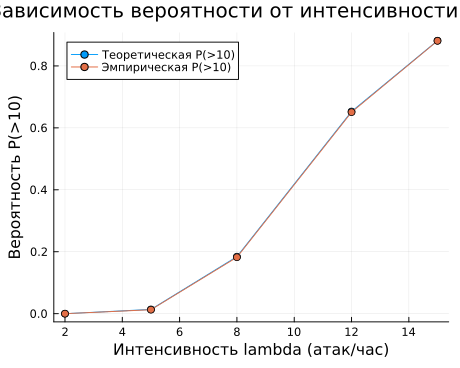 Зависимость вероятности от интенсивности
Теоретическая P(>10)
Эмпирическая P(>10)
Вероятность P(>10)
0.8
0.6
0.4
0.2
0.0
2 4 6 8 10 12 14
Интенсивность lambda (атак/час)